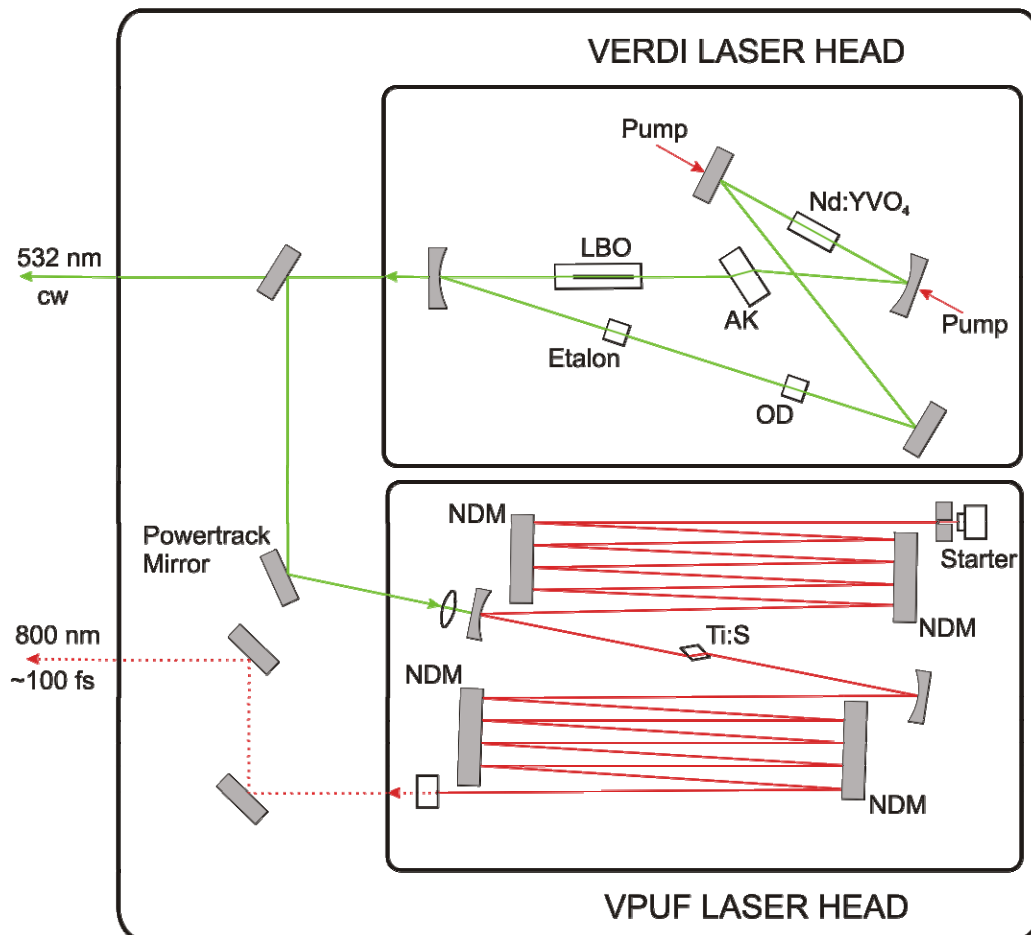 VERDI LASER HEAD
Pump
Nd:YVO₄
LBO
532 nm
cw
AK
Pump
Etalon
OD
NDM
Starter
Powertrack
Mirror
NDM
Ti:S
800 nm
~100 fs
NDM
NDM
VPUF LASER HEAD